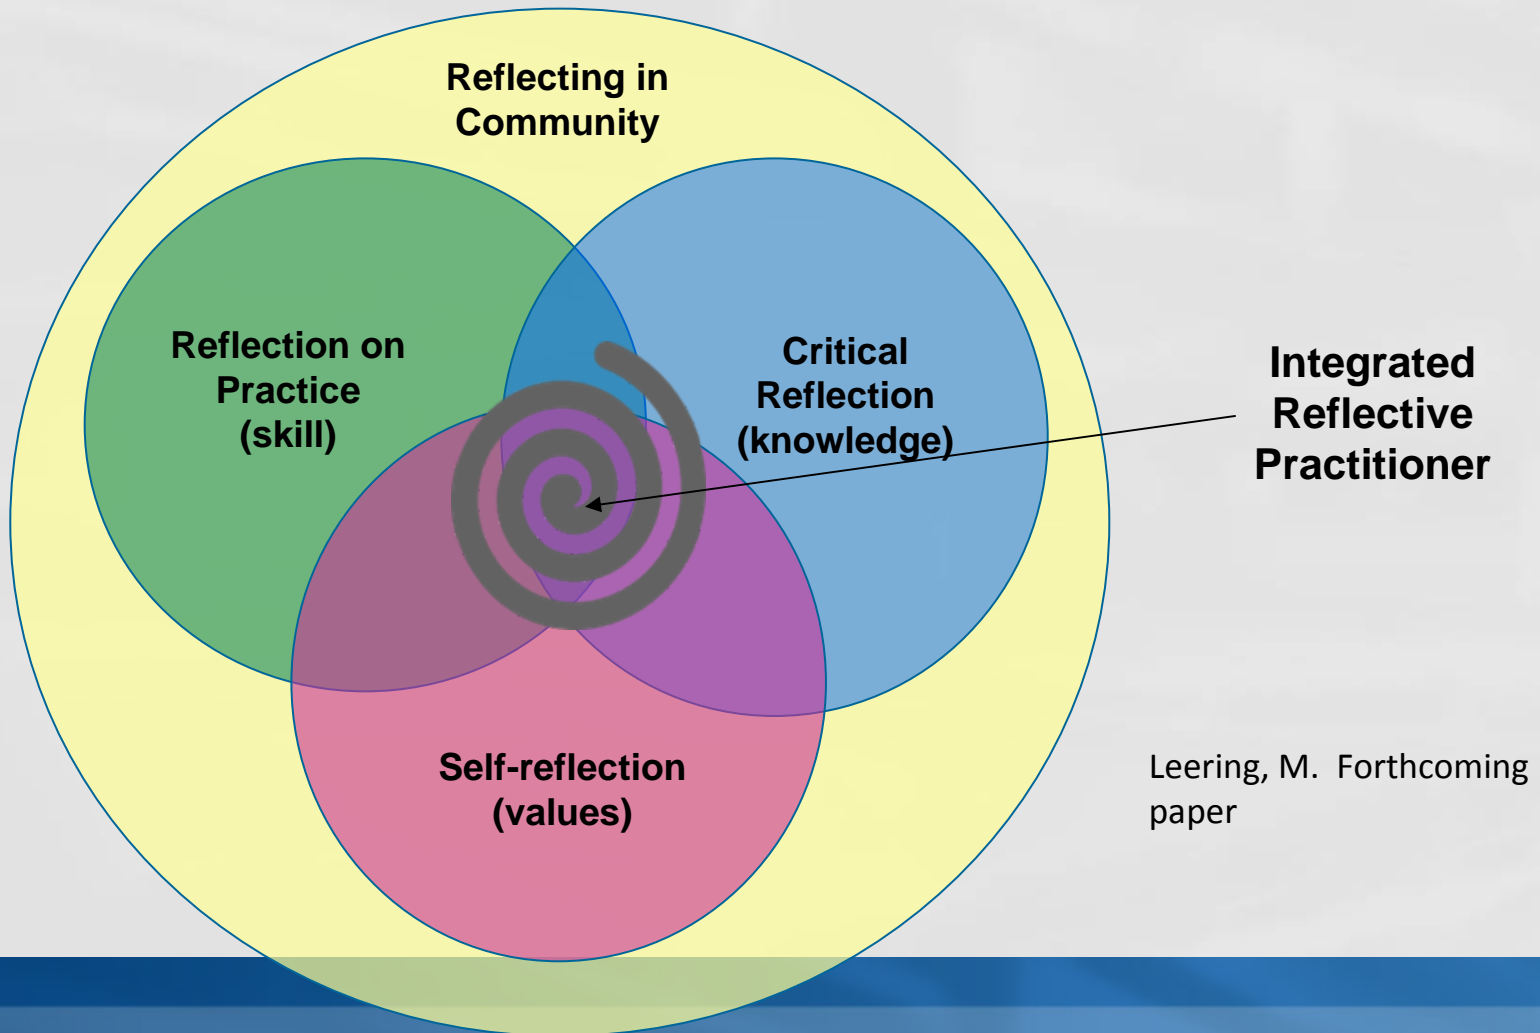 Reflecting in
Community
Reflection on
Practice
(skill)
Critical
Reflection
(knowledge)
Integrated
Reflective
Practitioner
Self-reflection
(values)
Leering, M.  Forthcoming
paper